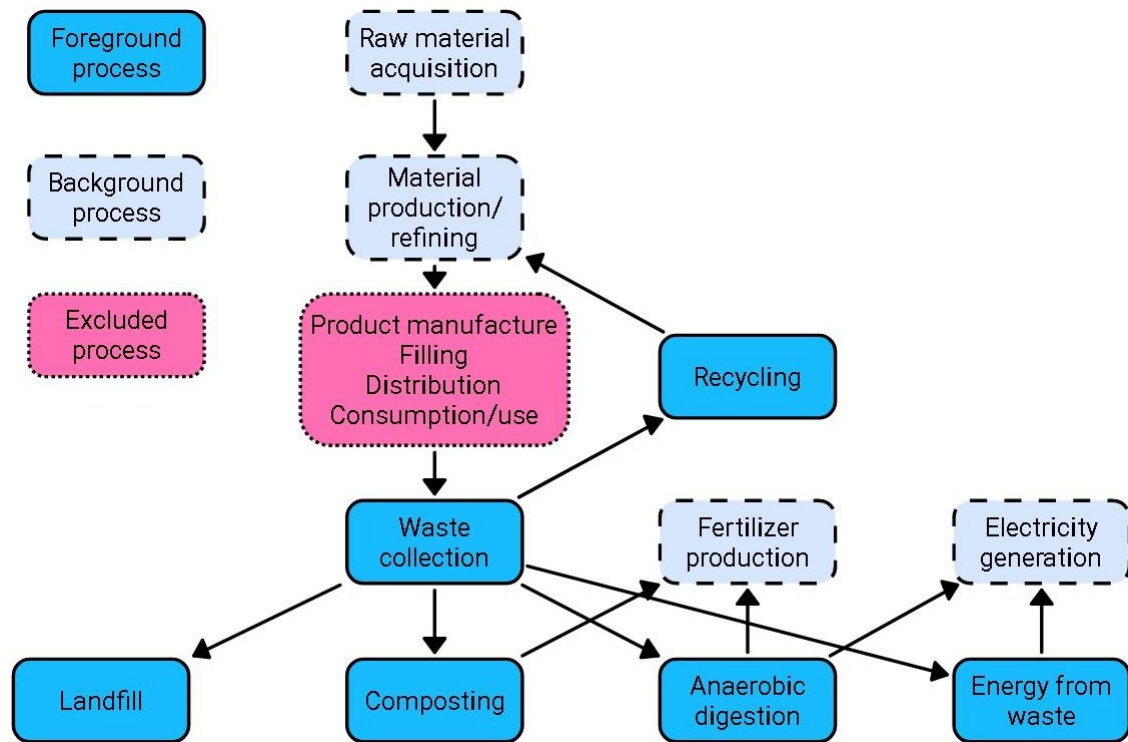 Foreground
process
Raw material
acquisition
Background
process
Material
production/
refining
Excluded
process
Product manufacture
Filling
Distribution
Consumption/use
Recycling
Waste
collection
Fertilizer
production
Electricity
generation
Landfill
Composting
Anaerobic
digestion
Energy from
waste